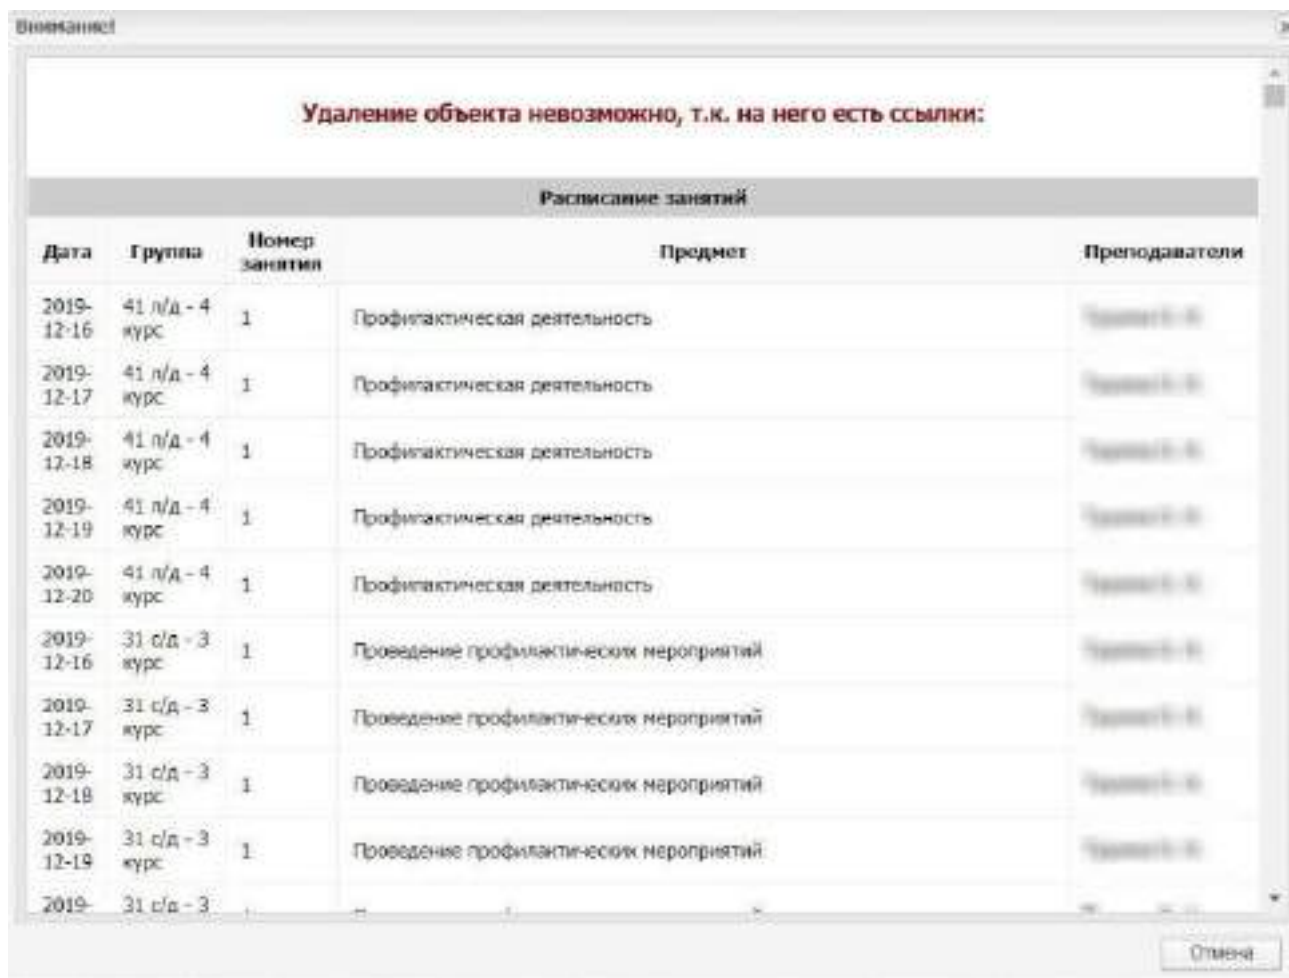 Внимание!
Удаление объекта невозможно, т.к. на него есть ссылки:
Расписание занятий
Дата Группа Номер занятия Предмет Преподаватели
2019-12-16 41 л/д - 4 курс 1 Профилактическая деятельность
2019-12-17 41 л/д - 4 курс 1 Профилактическая деятельность
2019-12-18 41 л/д - 4 курс 1 Профилактическая деятельность
2019-12-19 41 л/д - 4 курс 1 Профилактическая деятельность
2019-12-20 41 л/д - 4 курс 1 Профилактическая деятельность
2019-12-16 31 с/д - 3 курс 1 Проведение профилактических мероприятий
2019-12-17 31 с/д - 3 курс 1 Проведение профилактических мероприятий
2019-12-18 31 с/д - 3 курс 1 Проведение профилактических мероприятий
2019-12-19 31 с/д - 3 курс 1 Проведение профилактических мероприятий
2019- 31 с/д - 3
Отмена